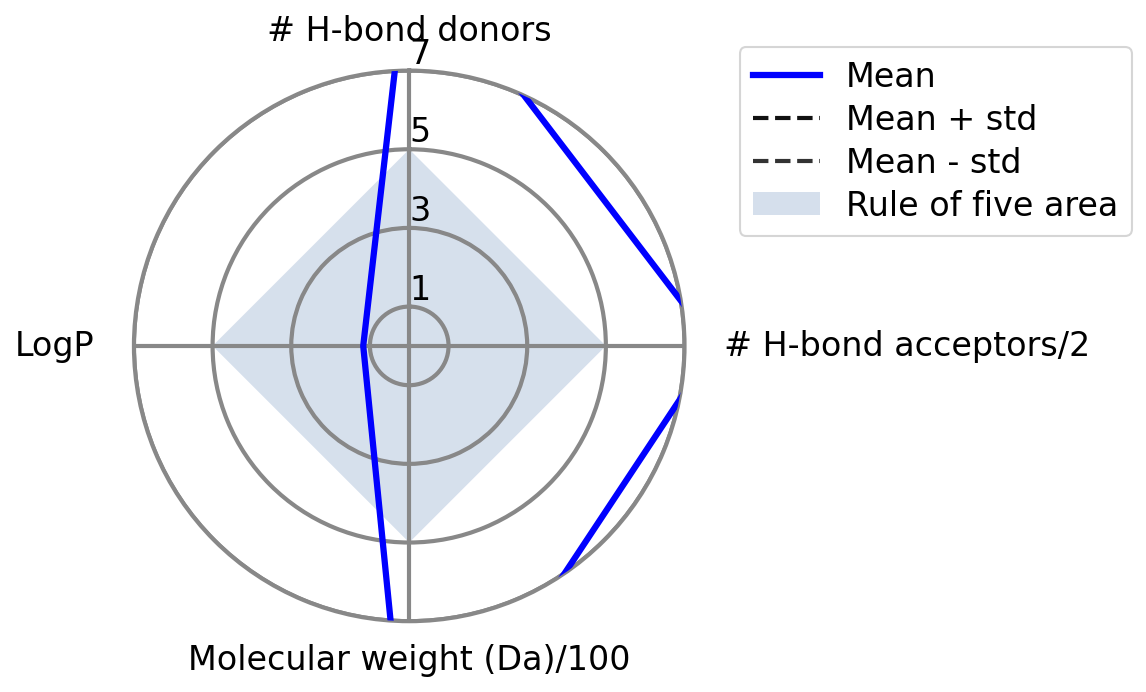 # H-bond donors
7
5
3
1
LogP
# H-bond acceptors/2
Molecular weight (Da)/100
Mean
Mean + std
Mean - std
Rule of five area